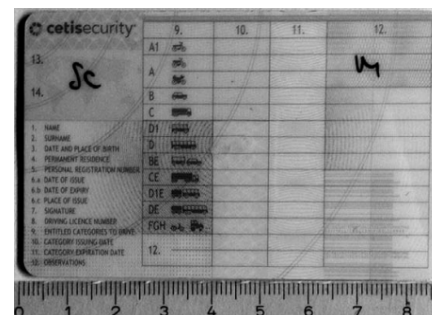 cetis security
9. 10. 11. 12.
13.
14.
A1
A
B
C
D1
D
BE
CE
D1E
DE
FGH
12.
1. NAME
2. SURNAME
3. DATE AND PLACE OF BIRTH
4. PERMANENT RESIDENCE
5. PERSONAL REGISTRATION NUMBER
6.a DATE OF ISSUE
6.b DATE OF EXPIRY
6.c PLACE OF ISSUE
7. SIGNATURE
8. DRIVING LICENCE NUMBER
9. ENTITLED CATEGORIES TO DRIVE
10. CATEGORY ISSUING DATE
11. CATEGORY EXPIRATION DATE
12. OBSERVATIONS
0 1 2 3 4 5 6 7 8